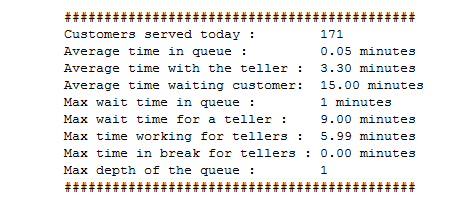 ############################################
Customers served today :        171
Average time in queue :         0.05 minutes
Average time with the teller :  3.30 minutes
Average time waiting customer:  15.00 minutes
Max wait time in queue :        1 minutes
Max wait time for a teller :    9.00 minutes
Max time working for tellers :  5.99 minutes
Max time in break for tellers : 0.00 minutes
Max depth of the queue :        1
############################################